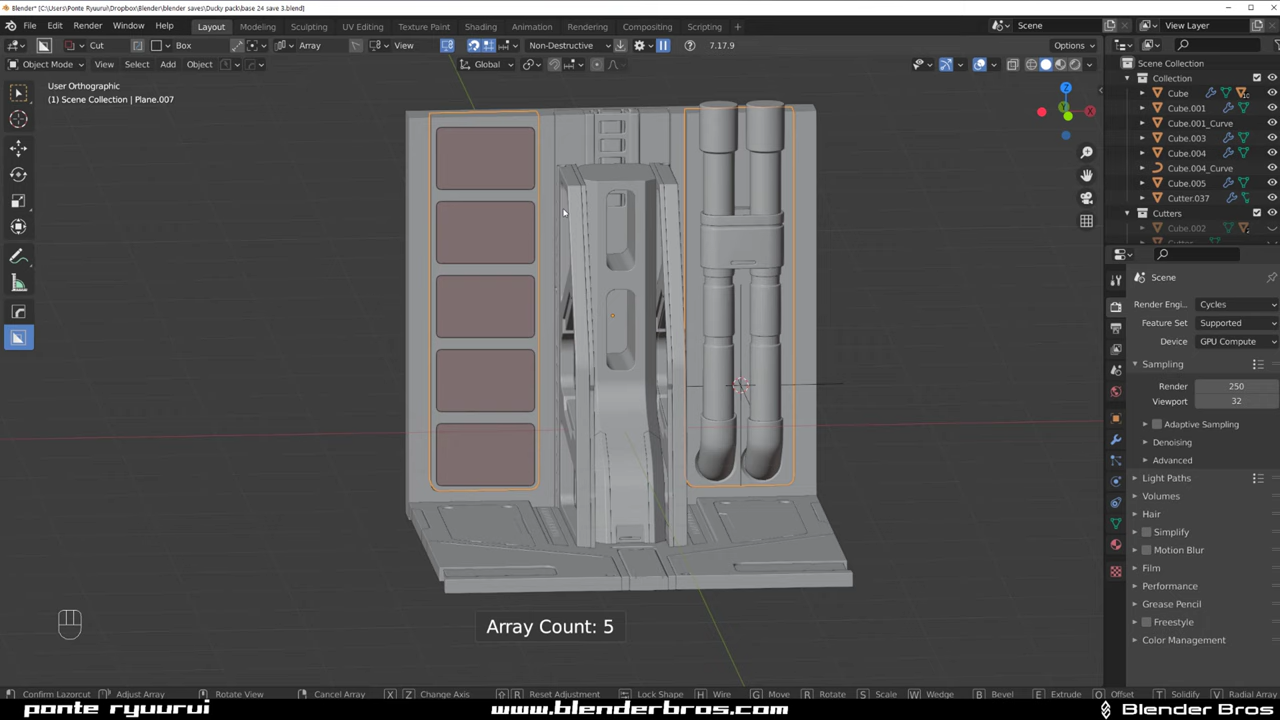 Blender* [C:\Users\Ponte Ryuurui\Dropbox\Blender\blender saves\Ducky pack\base 24 save 3.blend]
File Edit Render Window Help Layout Modeling Sculpting UV Editing Texture Paint Shading Animation Rendering Compositing Scripting Scene View Layer
Cut Box Array View Non-Destructive 7.17.9 Options
Object Mode View Select Add Object Global
User Orthographic
(1) Scene Collection | Plane.007
Z
X
Scene Collection
Collection
Cube
Cube.001
Cube.001_Curve
Cube.003
Cube.004
Cube.004_Curve
Cube.005
Cutter.037
Cutters
Cube.002
Scene
Render Engi.. Cycles
Feature Set Supported
Device GPU Compute
Sampling
Render 250
Viewport 32
Adaptive Sampling
Denoising
Advanced
Light Paths
Volumes
Hair
Simplify
Motion Blur
Film
Performance
Grease Pencil
Freestyle
Color Management
Array Count: 5
Confirm Lazorcut Adjust Array Rotate View Cancel Array X Z Change Axis R Reset Adjustment Lock Shape H Wire G Move R Rotate S Scale W Wedge B Bevel E Extrude O Offset T Solidify V Radial Array
ponte ryuurui www.blenderbros.com Blender Bros